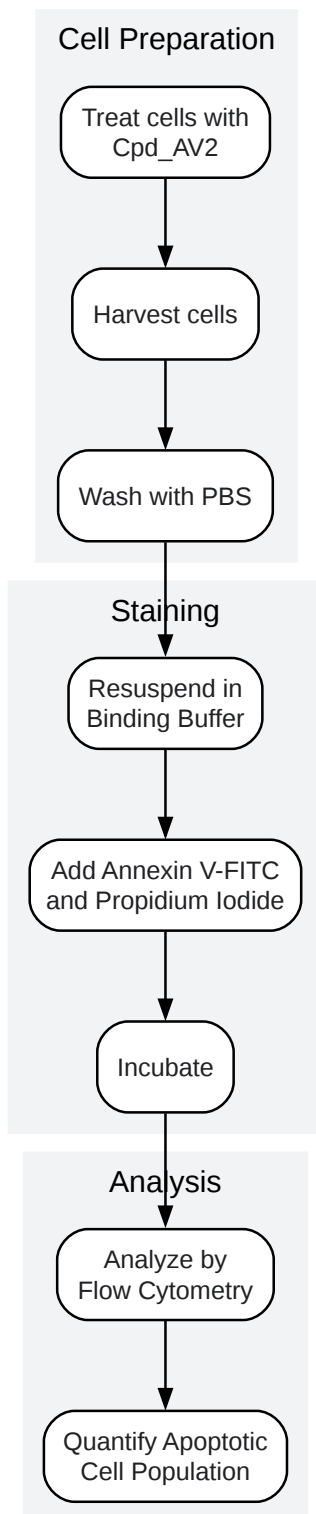 Cell Preparation
Treat cells with
Cpd_AV2
Harvest cells
Wash with PBS
Staining
Resuspend in
Binding Buffer
Add Annexin V-FITC
and Propidium Iodide
Incubate
Analysis
Analyze by
Flow Cytometry
Quantify Apoptotic
Cell Population